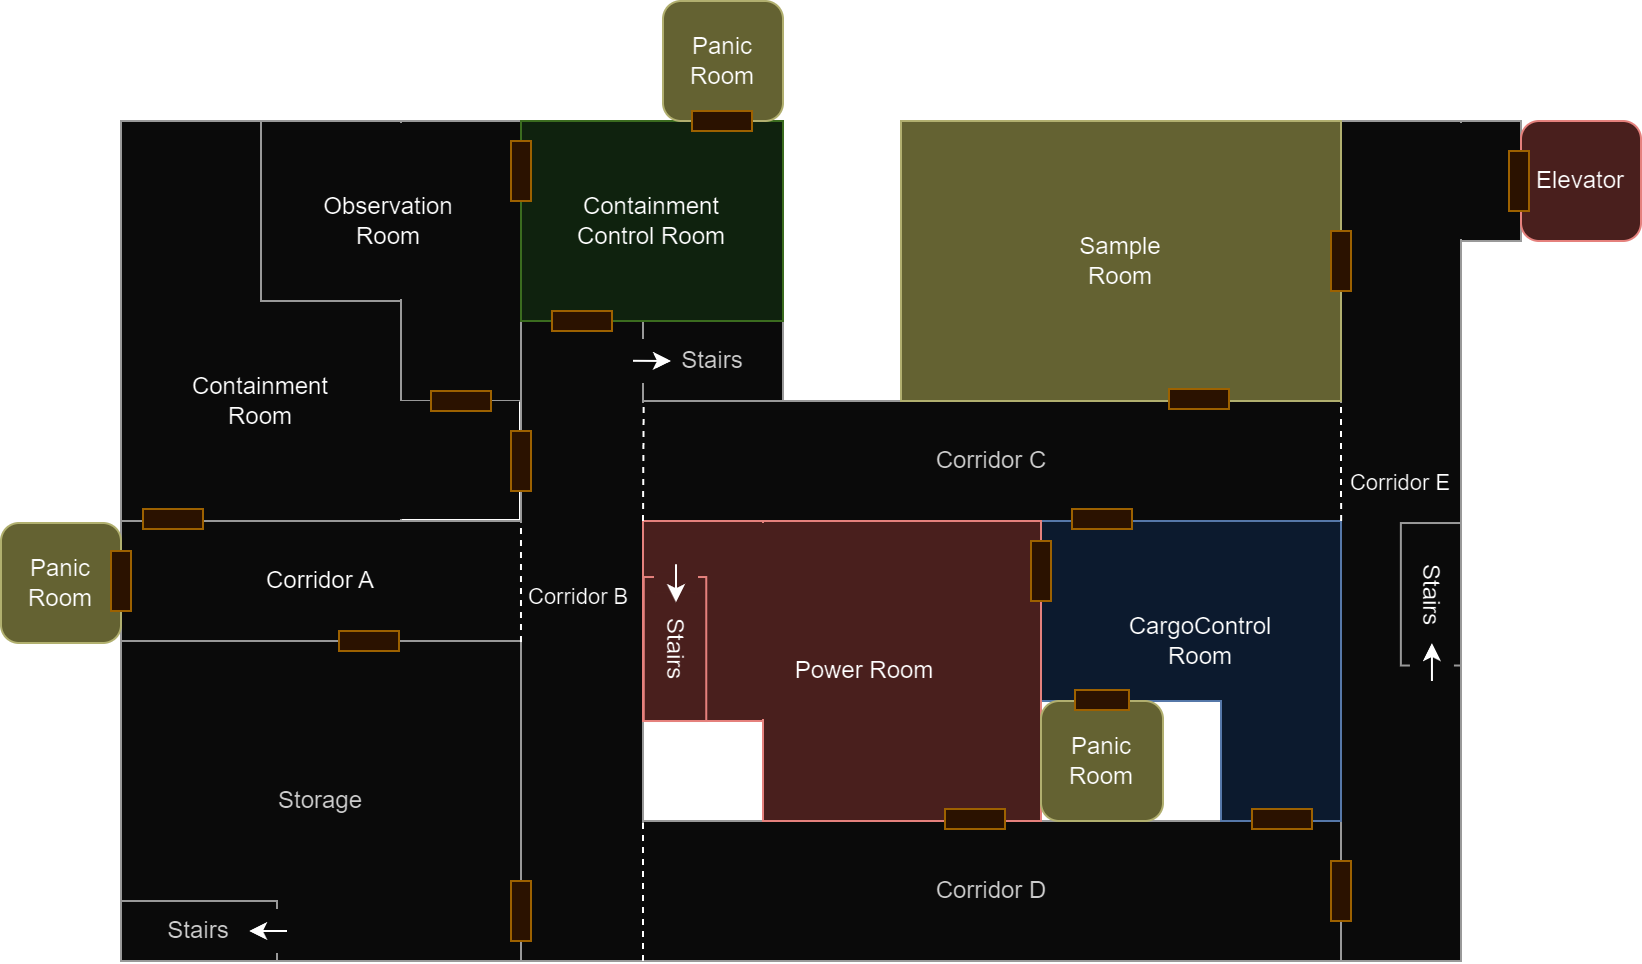 Panic
Room
Elevator
Observation
Room
Containment
Control Room
Sample
Room
Stairs
Containment
Room
Corridor C
Corridor E
Panic
Room
Corridor A
Corridor B
Stairs
Power Room
CargoControl
Room
Stairs
Panic
Room
Storage
Corridor D
Stairs